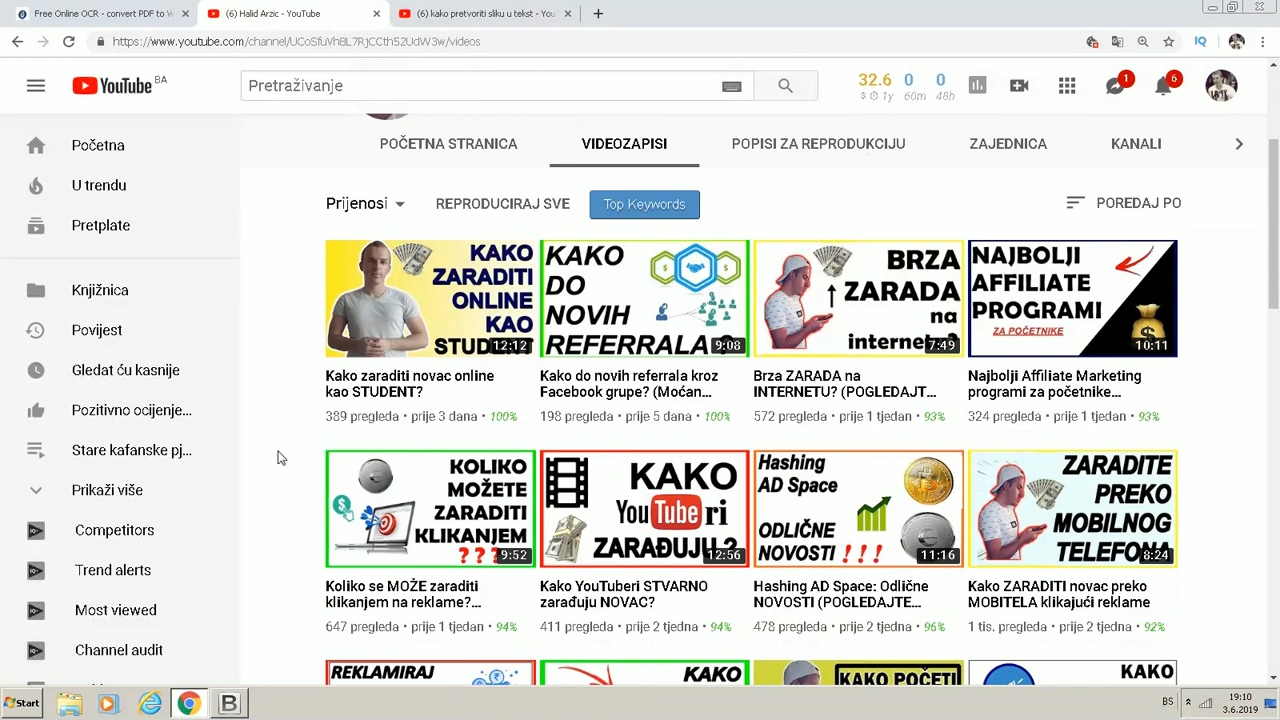 Free Online OCR - convert PDF to W
(6) Halid Arzic - YouTube
(6) kako pretvoriti sliku u tekst - You
https://www.youtube.com/channel/UCoSfuYh8L7RjCCth52UdW3w/videos
IQ
YouTube BA
Pretraživanje
32.6 0 0
$ 1y 60m 48h
1
6
POČETNA STRANICA VIDEOZAPISI POPISI ZA REPRODUKCIJU ZAJEDNICA KANALI
Početna
U trendu
Pretplate
Knjižnica
Povijest
Gledat ću kasnije
Pozitivno ocijenje...
Stare kafanske pj...
Prikaži više
Competitors
Trend alerts
Most viewed
Channel audit
Prijenosi REPRODUCIRAJ SVE Top Keywords POREDAJ PO
KAKO
ZARADITI
ONLINE
KAO
STUDENT
12:12
Kako zaraditi novac online
kao STUDENT?
389 pregleda • prije 3 dana • 100%
KAKO
DO
NOVIH
REFERRALA?
9:08
Kako do novih referrala kroz
Facebook grupe? (Moćan...
198 pregleda • prije 5 dana • 100%
BRZA
ZARADA
na
internetu?
7:49
Brza ZARADA na
INTERNETU? (POGLEDAJT...
572 pregleda • prije 1 tjedan • 93%
NAJBOLJI
AFFILIATE
PROGRAMI
ZA POČETNIKE
10:11
Najbolji Affiliate Marketing
programi za početnike...
324 pregleda • prije 1 tjedan • 93%
KOLIKO
MOŽETE
ZARADITI
KLIKANJEM
???
9:52
Koliko se MOŽE zaraditi
klikanjem na reklame?...
647 pregleda • prije 1 tjedan • 94%
KAKO
YouTuberi
ZARAĐUJU?
12:56
Kako YouTuberi STVARNO
zarađuju NOVAC?
411 pregleda • prije 2 tjedna • 94%
Hashing
AD Space
ODLIČNE
NOVOSTI !!!
11:16
Hashing AD Space: Odlične
NOVOSTI (POGLEDAJTE...
478 pregleda • prije 2 tjedna • 96%
ZARADITE
PREKO
MOBILNOG
TELEFONA
8:24
Kako ZARADITI novac preko
MOBITELA klikajući reklame
1 tis. pregleda • prije 2 tjedna • 92%
REKLAMIRAJ
KAKO
KAKO POČETI
KAKO
Start
B
BS
19:10
3.6.2019